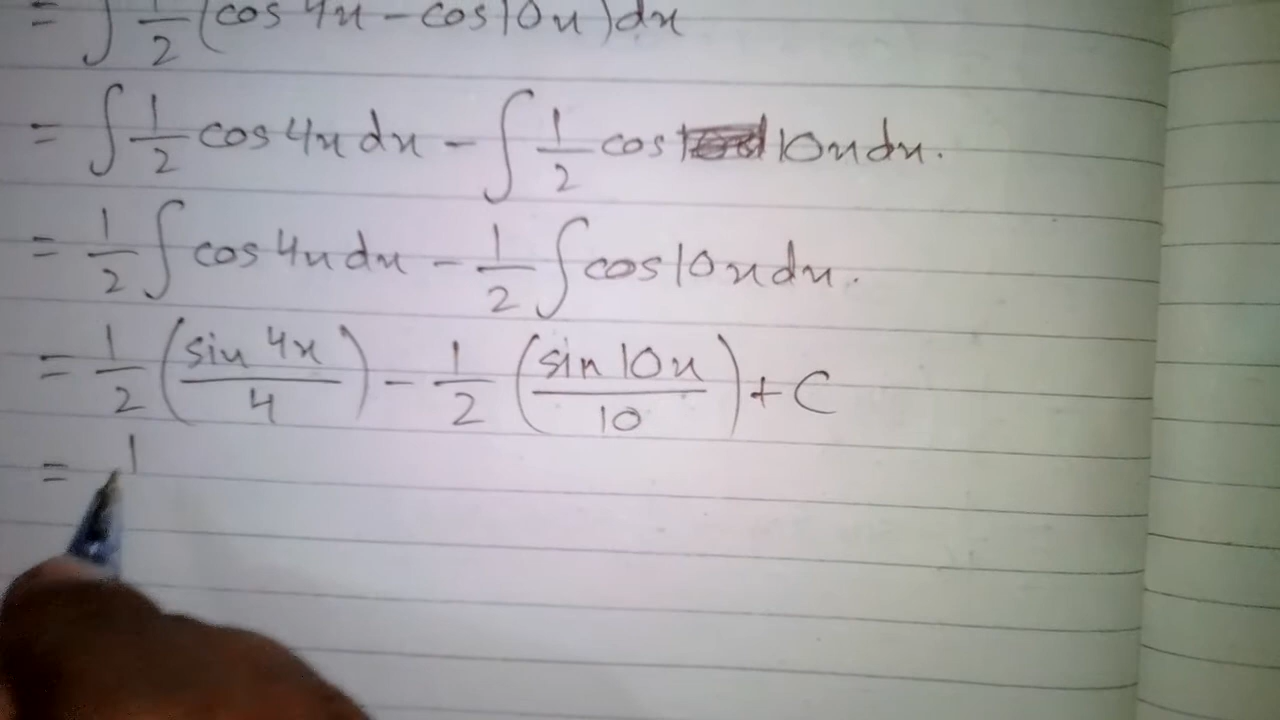 = ∫ 1/2 (cos 4x - cos 10x) dx
= ∫ 1/2 cos 4x dx - ∫ 1/2 cos 10x dx.
= 1/2 ∫ cos 4x dx - 1/2 ∫ cos 10x dx.
= 1/2 (sin 4x / 4) - 1/2 (sin 10x / 10) + C
= 1